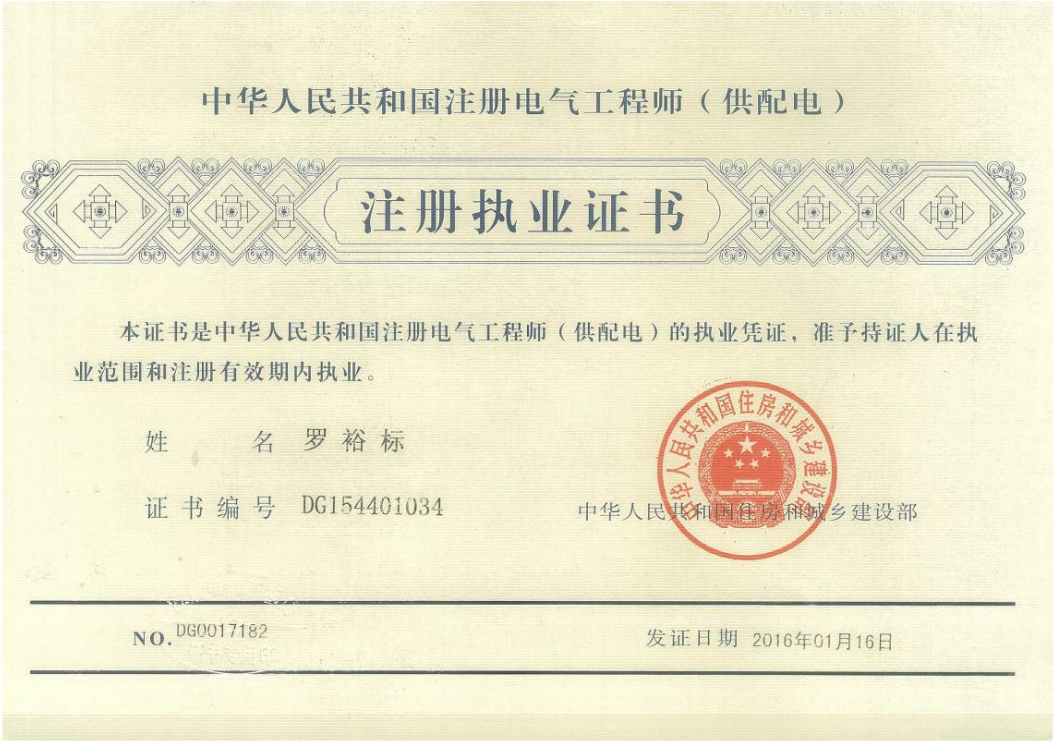 中华人民共和国注册电气工程师（供配电）
注册执业证书
本证书是中华人民共和国注册电气工程师（供配电）的执业凭证，准予持证人在执
业范围和注册有效期内执业。
姓 名 罗裕标
证书编号 DG154401034
中华人民共和国住房和城乡建设部
中华人民共和国住房和城乡建设部
NO. DG0017182
发证日期 2016年01月16日